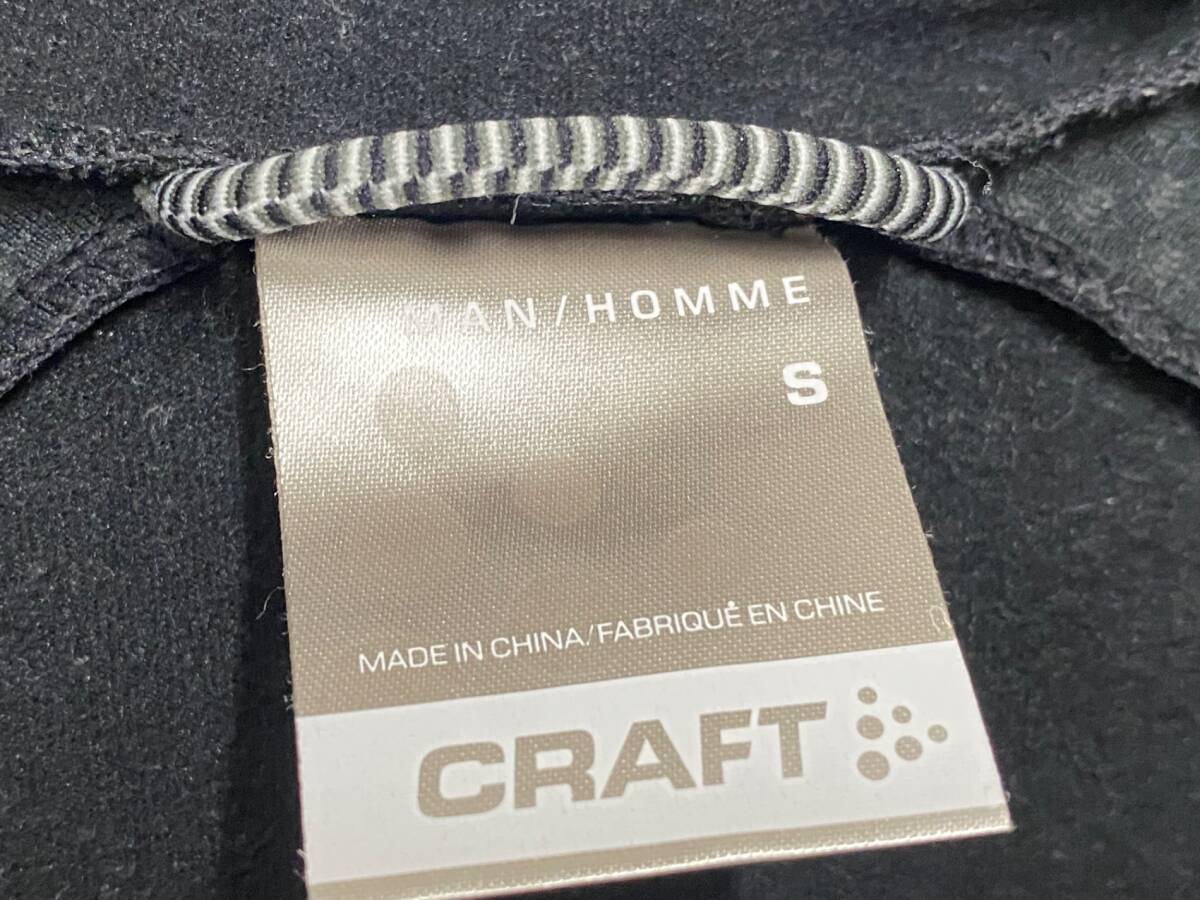 MAN/HOMME
S
MADE IN CHINA/FABRIQUÉ EN CHINE
CRAFT